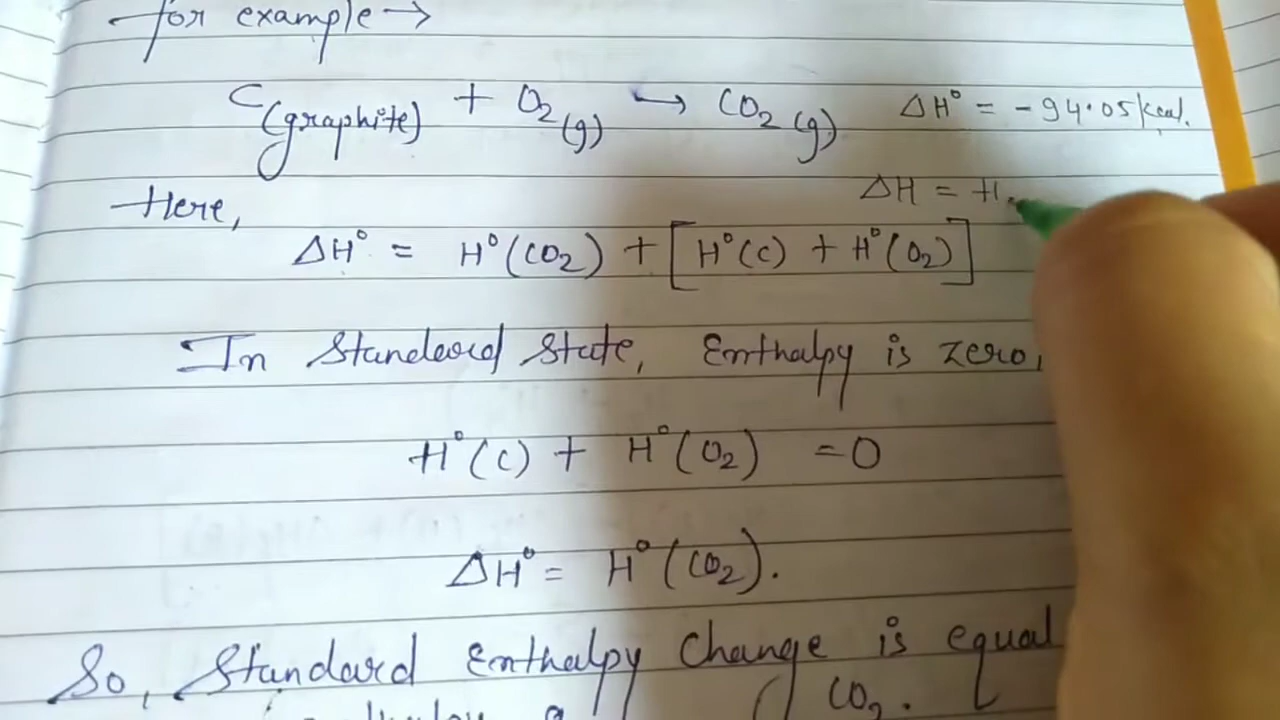 for example →
C(graphite) + O₂(g) → CO₂(g) ΔH° = -94.05 kcal.
ΔH = H
Here,
ΔH° = H°(CO₂) + [H°(C) + H°(O₂)]
In Standard State, Enthalpy is zero,
H°(C) + H°(O₂) = 0
ΔH° = H°(CO₂).
So, Standard Enthalpy Change is equal
CO₂.